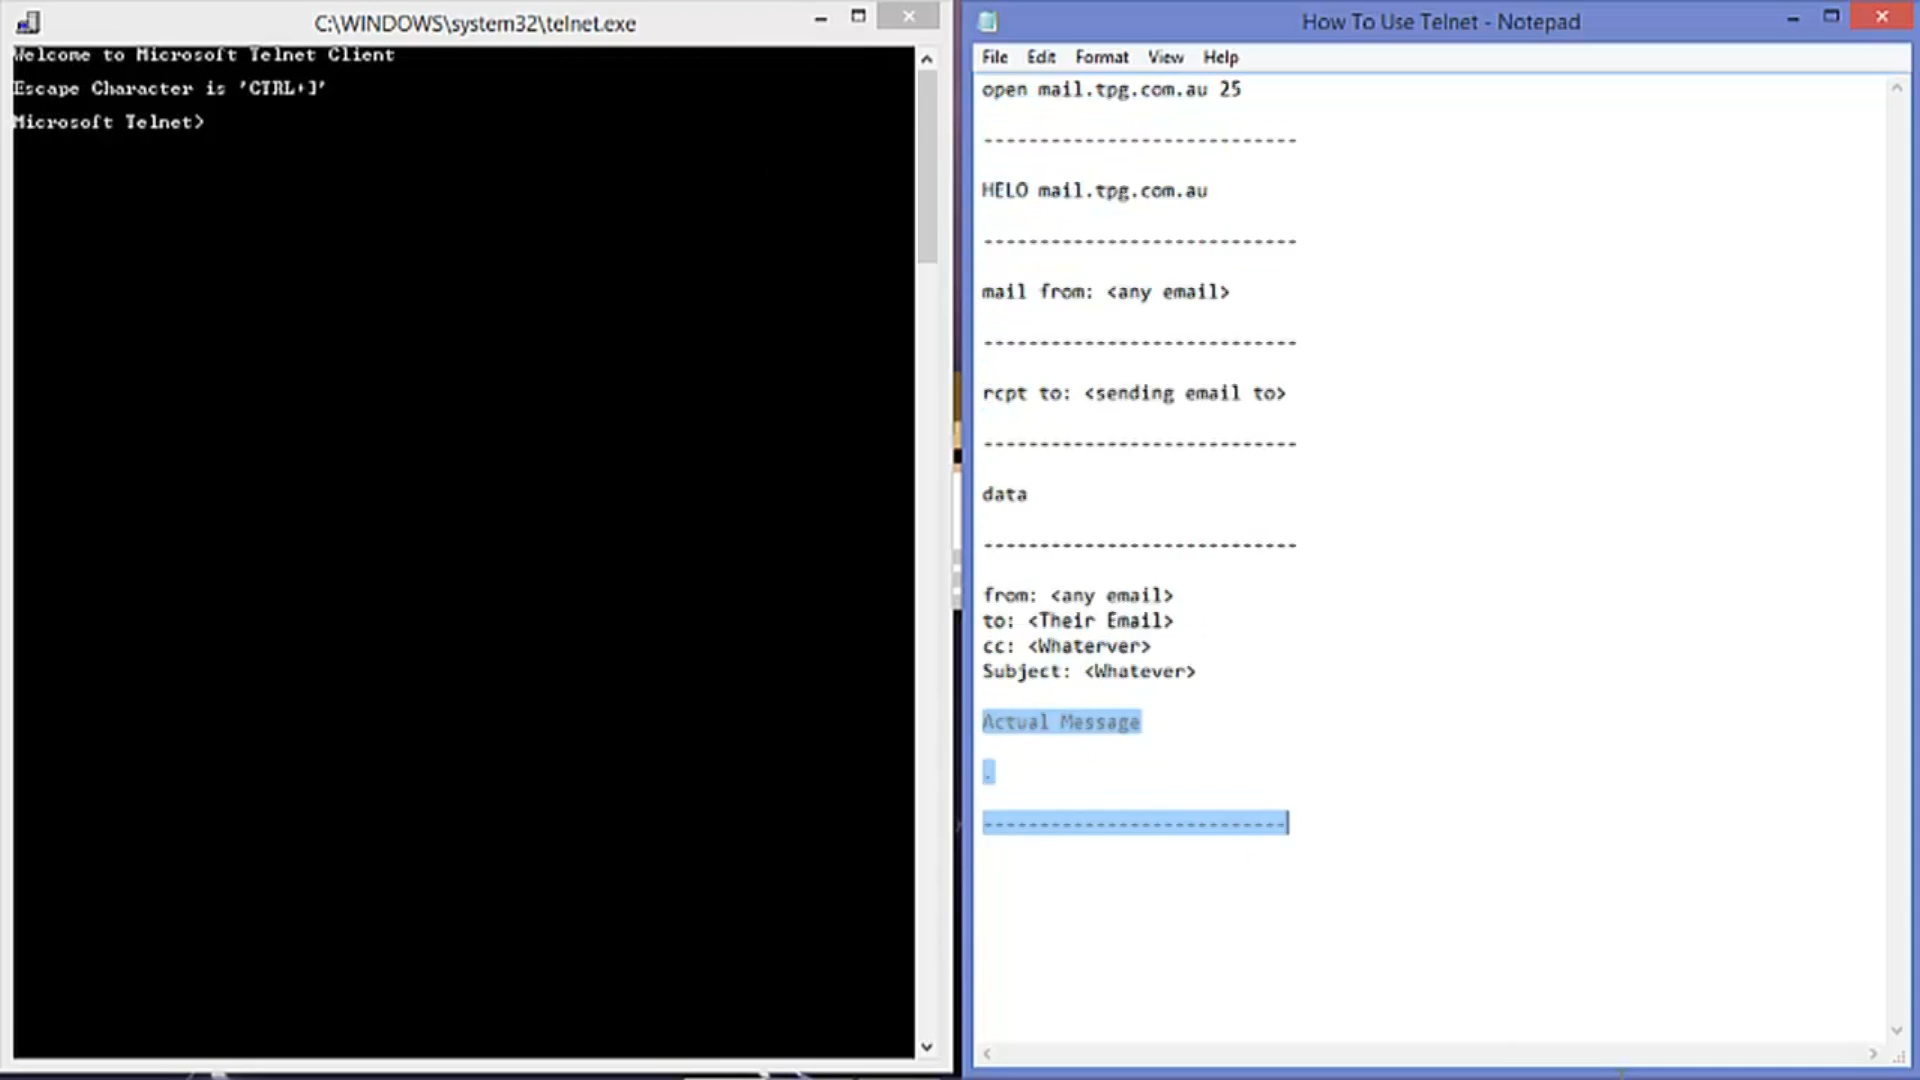 C:\WINDOWS\system32\telnet.exe
Welcome to Microsoft Telnet Client
Escape Character is 'CTRL+]'
Microsoft Telnet>
How To Use Telnet - Notepad
File Edit Format View Help
open mail.tpg.com.au 25
----------------------------
HELO mail.tpg.com.au
----------------------------
mail from: <any email>
----------------------------
rcpt to: <sending email to>
----------------------------
data
----------------------------
from: <any email>
to: <Their Email>
cc: <Whaterver>
Subject: <Whatever>
Actual Message
.
---------------------------